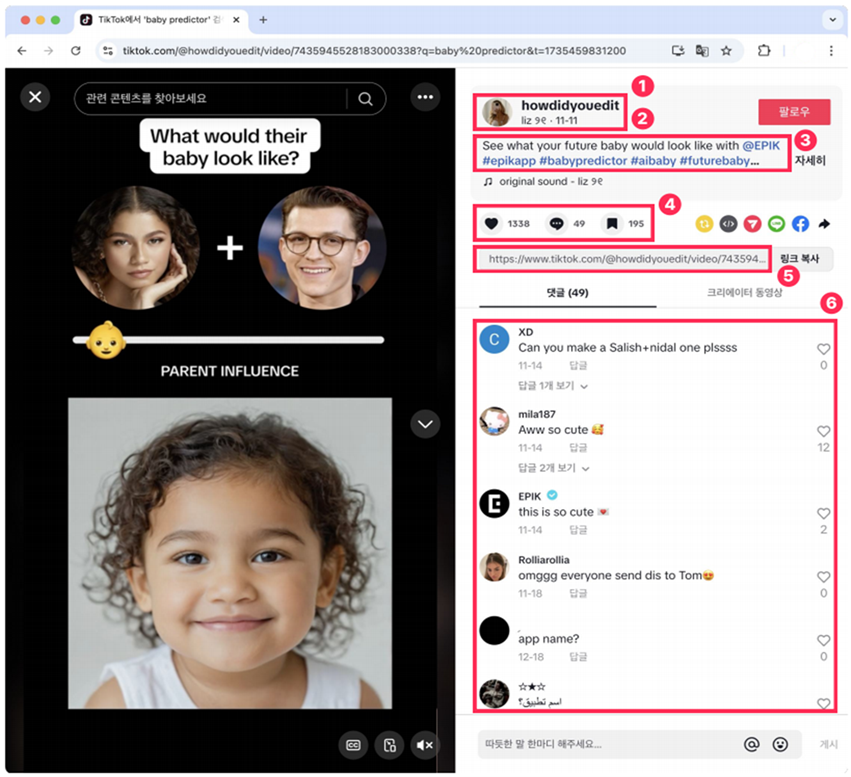 TikTok에서 'baby predictor' 검
tiktok.com/@howdidyouedit/video/7435945528183000338?q=baby%20predictor&t=1735459831200
관련 콘텐츠를 찾아보세요
What would their
baby look like?
+
PARENT INFLUENCE
1
howdidyouedit
2
liz ୨୧ · 11-11
팔로우
3
See what your future baby would look like with @EPIK
#epikapp #babypredictor #aibaby #futurebaby...
자세히
original sound - liz ୨୧
4
1338
49
195
https://www.tiktok.com/@howdidyouedit/video/743594...
링크 복사
5
댓글 (49)
크리에이터 동영상
6
C
XD
Can you make a Salish+nidal one plssss
11-14 답글
0
답글 1개 보기
mila187
Aww so cute 🥰
11-14 답글
12
답글 2개 보기
EPIK
this is so cute 💌
11-14 답글
2
Rolliarollia
omggg everyone send dis to Tom😍
11-18 답글
0
.
app name?
12-18 답글
0
☆★☆
اسم تطبيق؟
따듯한 말 한마디 해주세요...
게시
CC